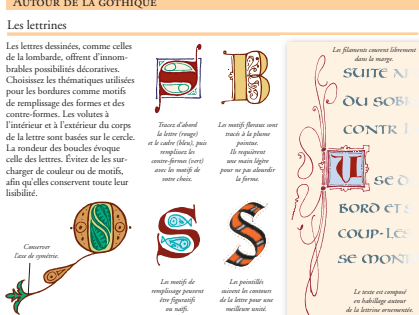 AUTOUR DE LA GOTHIQUE
Les lettrines
Les lettres dessinées, comme celles
de la lombarde, offrent d'innom-
brables possibilités décoratives.
Choisissez les thématiques utilisées
pour les bordures comme motifs
de remplissage des formes et des
contre-formes. Les volutes à
l'intérieur et à l'extérieur du corps
de la lettre sont basées sur le cercle.
La rondeur des boucles évoque
celle des lettres. Évitez de les sur-
charger de couleur ou de motifs,
afin qu'elles conservent toute leur
lisibilité.
Conserver
l'axe de symétrie.
Tracez d'abord
la lettre (rouge)
et le cadre (bleu), puis
remplissez les
contre-formes (vert)
avec les motifs de
votre choix.
Les motifs floraux sont
tracés à la plume
pointue.
Ils requièrent
une main légère
pour ne pas alourdir
la forme.
Les motifs de
remplissage peuvent
être figuratifs
ou naïfs.
Les pointillés
suivent les contours
de la lettre pour une
meilleure unité.
Les filaments courent librement
dans la marge.
SUITE N
OU SOBR
CONTR
SE D
BORD ET S
COUP-LES
SE MONT
Le texte est composé
en habillage autour
de la lettrine ornementée.